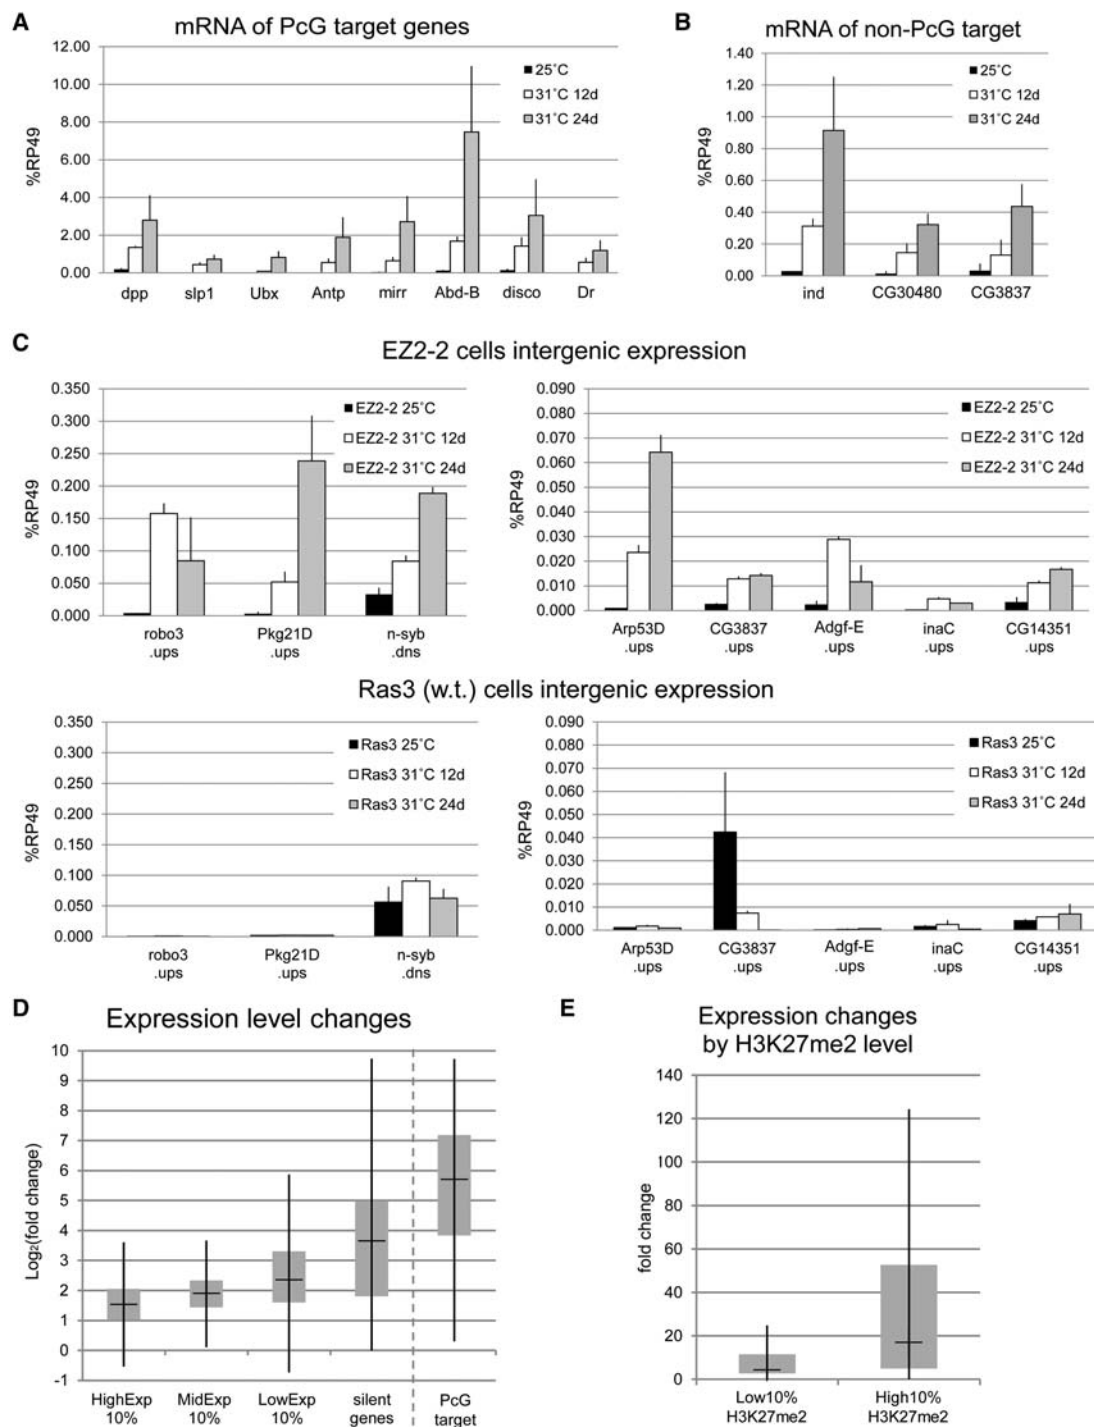 A
mRNA of PcG target genes
12.00
10.00
8.00
6.00
4.00
2.00
0.00
%RP49
25˚C
31˚C 12d
31˚C 24d
dpp slp1 Ubx Antp mirr Abd-B disco Dr
B
mRNA of non-PcG target
1.40
1.20
1.00
0.80
0.60
0.40
0.20
0.00
%RP49
25˚C
31˚C 12d
31˚C 24d
ind CG30480 CG3837
C
EZ2-2 cells intergenic expression
0.350
0.300
0.250
0.200
0.150
0.100
0.050
0.000
%RP49
EZ2-2 25˚C
EZ2-2 31˚C 12d
EZ2-2 31˚C 24d
robo3 Pkg21D n-syb
.ups .ups .dns
0.090
0.080
0.070
0.060
0.050
0.040
0.030
0.020
0.010
0.000
%RP49
EZ2-2 25˚C
EZ2-2 31˚C 12d
EZ2-2 31˚C 24d
Arp53D CG3837 Adgf-E inaC CG14351
.ups .ups .ups .ups .ups
Ras3 (w.t.) cells intergenic expression
0.350
0.300
0.250
0.200
0.150
0.100
0.050
0.000
%RP49
Ras3 25˚C
Ras3 31˚C 12d
Ras3 31˚C 24d
robo3 Pkg21D n-syb
.ups .ups .dns
0.090
0.080
0.070
0.060
0.050
0.040
0.030
0.020
0.010
0.000
%RP49
Ras3 25˚C
Ras3 31˚C 12d
Ras3 31˚C 24d
Arp53D CG3837 Adgf-E inaC CG14351
.ups .ups .ups .ups .ups
D
Expression level changes
10
9
8
7
6
5
4
3
2
1
0
-1
Log₂(fold change)
HighExp MidExp LowExp silent PcG
10% 10% 10% genes target
E
Expression changes
by H3K27me2 level
140
120
100
80
60
40
20
0
fold change
Low10% High10%
H3K27me2 H3K27me2